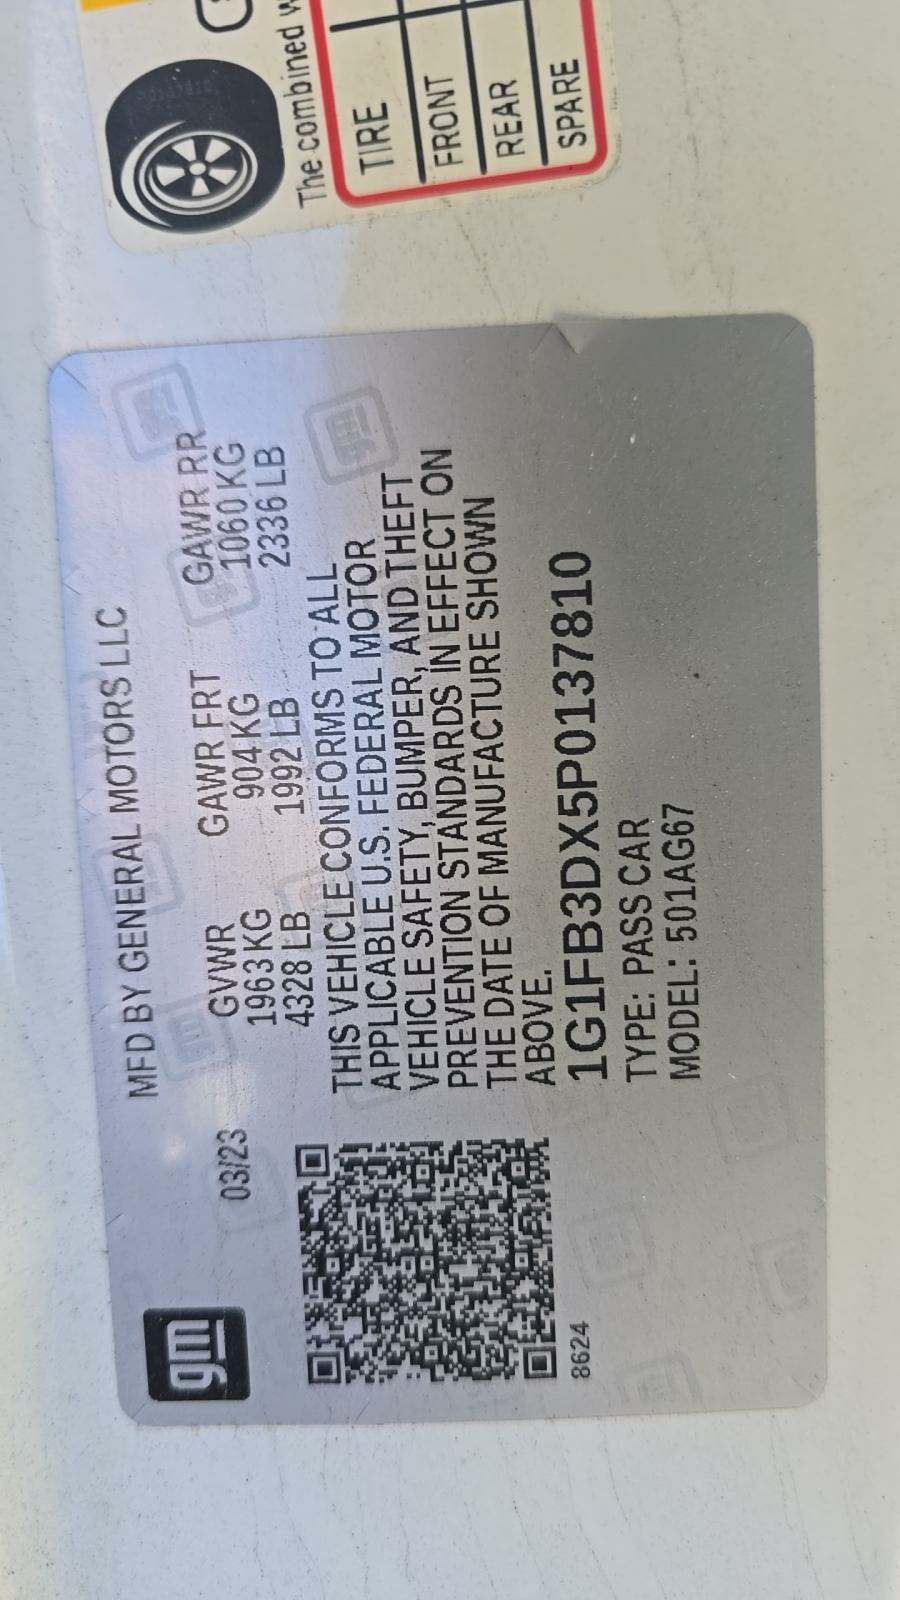 The combined w
TIRE
FRONT
REAR
SPARE
gm
MFD BY GENERAL MOTORS LLC
03/23
GVWR GAWR FRT GAWR RR
1963 KG 904 KG 1060 KG
4328 LB 1992 LB 2336 LB
THIS VEHICLE CONFORMS TO ALL
APPLICABLE U.S. FEDERAL MOTOR
VEHICLE SAFETY, BUMPER, AND THEFT
PREVENTION STANDARDS IN EFFECT ON
THE DATE OF MANUFACTURE SHOWN
ABOVE.
1G1FB3DX5P0137810
TYPE: PASS CAR
MODEL: 501AG67
8624